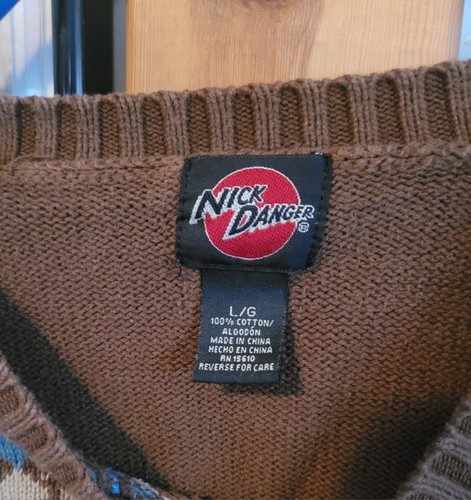 NICK
DANGER®
L/G
100% COTTON/
ALGODÓN
MADE IN CHINA
HECHO EN CHINA
RN 15610
REVERSE FOR CARE